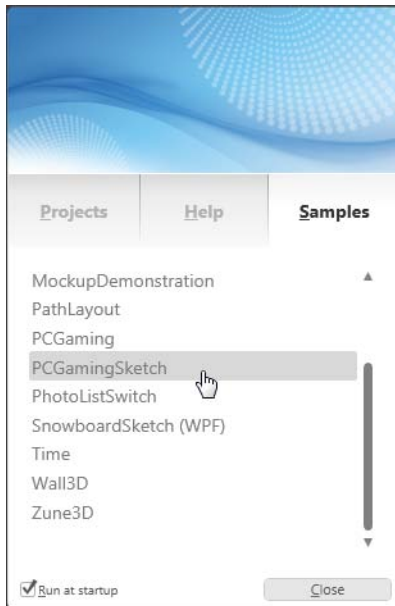 Projects Help Samples
MockupDemonstration
PathLayout
PCGaming
PCGamingSketch
PhotoListSwitch
SnowboardSketch (WPF)
Time
Wall3D
Zune3D
Run at startup Close